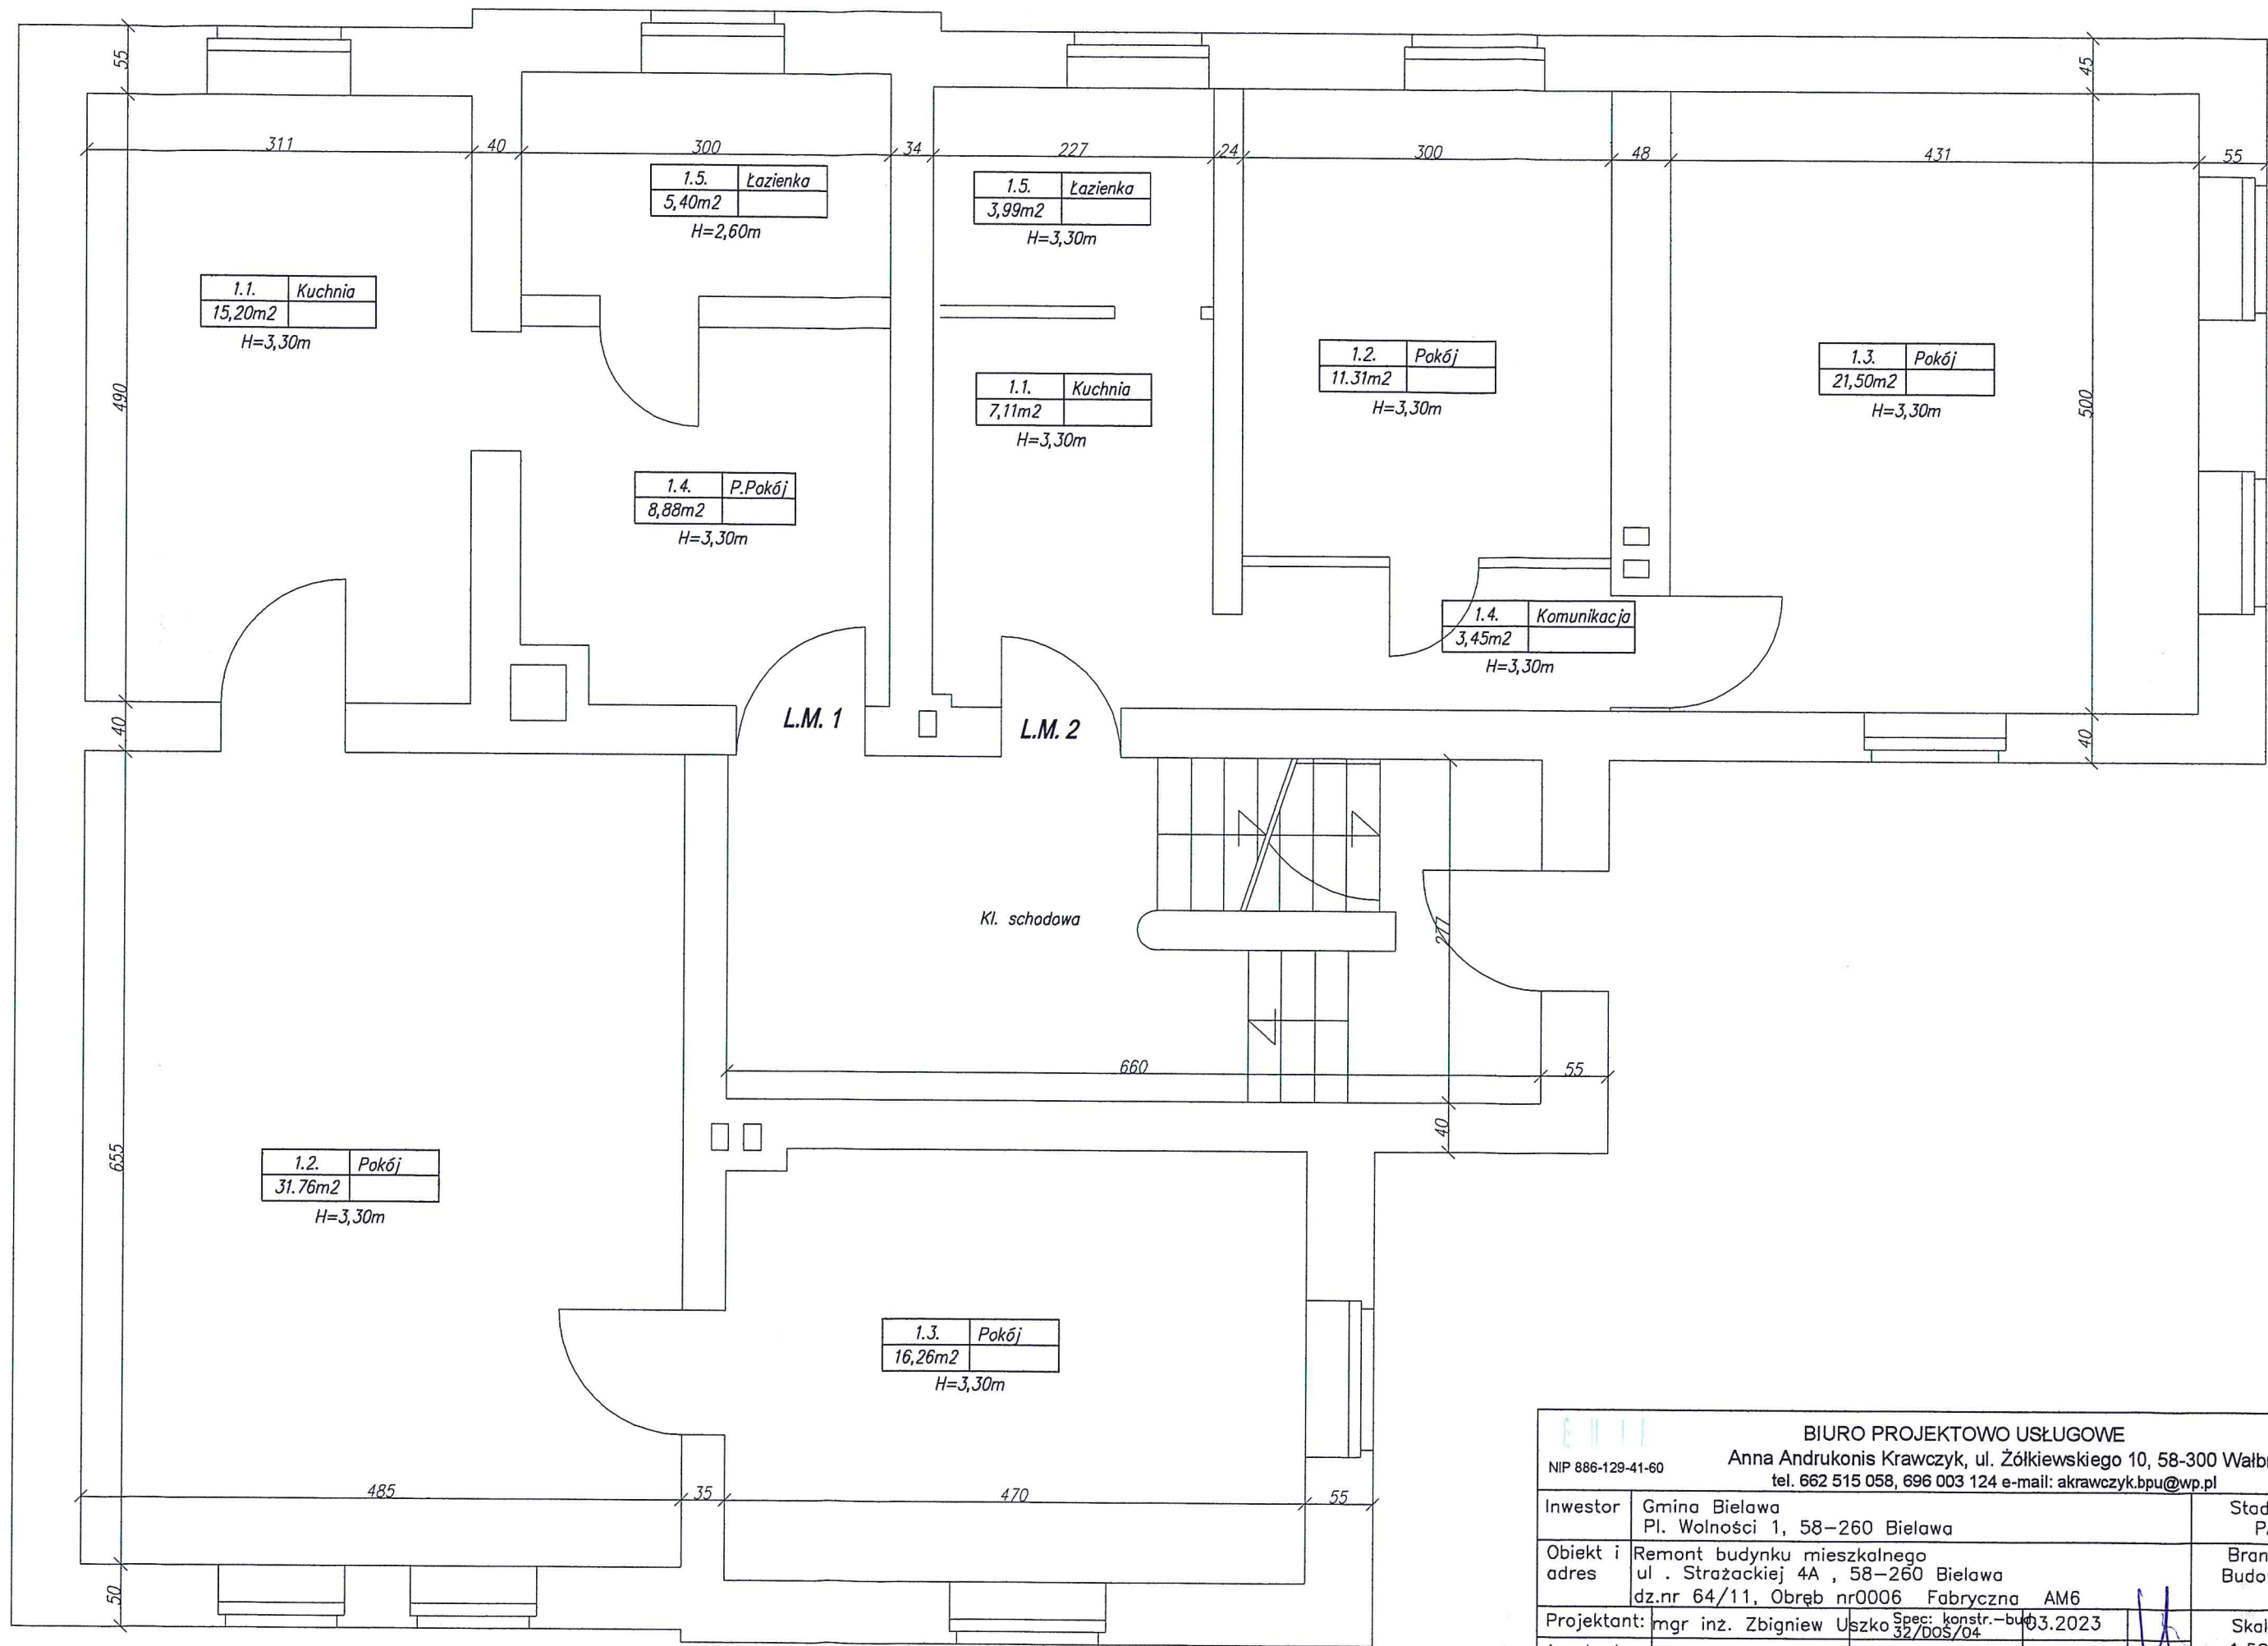 55
45
311
40
300
34
227
24
300
48
431
55
1.5. Łazienka
5,40m2
H=2,60m
1.5. Łazienka
3,99m2
H=3,30m
1.1. Kuchnia
15,20m2
H=3,30m
1.2. Pokój
11.31m2
H=3,30m
1.3. Pokój
21,50m2
H=3,30m
1.1. Kuchnia
7,11m2
H=3,30m
490
500
1.4. P.Pokój
8,88m2
H=3,30m
1.4. Komunikacja
3,45m2
H=3,30m
L.M. 1
L.M. 2
40
40
Kl. schodowa
277
660
55
40
655
1.2. Pokój
31.76m2
H=3,30m
1.3. Pokój
16,26m2
H=3,30m
485
35
470
55
50
BIURO PROJEKTOWO USŁUGOWE
NIP 886-129-41-60
Anna Andrukonis Krawczyk, ul. Żółkiewskiego 10, 58-300 Wałb
tel. 662 515 058, 696 003 124 e-mail: akrawczyk.bpu@wp.pl
Inwestor Gmina Bielawa Stad
Pl. Wolności 1, 58-260 Bielawa P.
Obiekt i Remont budynku mieszkalnego Bran
adres ul . Strażackiej 4A , 58-260 Bielawa Budo
dz.nr 64/11, Obręb nr0006 Fabryczna AM6
Projektant: mgr inż. Zbigniew Uszko Spec: konstr.-bud 03.2023 Ska
32/DOŚ/04